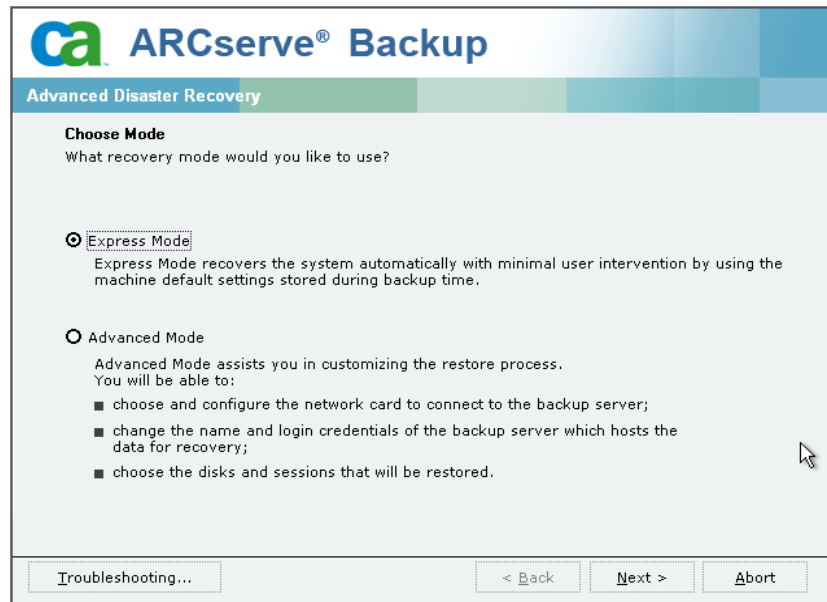 ca ARCserve® Backup
Advanced Disaster Recovery
Choose Mode
What recovery mode would you like to use?
Express Mode
Express Mode recovers the system automatically with minimal user intervention by using the
machine default settings stored during backup time.
Advanced Mode
Advanced Mode assists you in customizing the restore process.
You will be able to:
■ choose and configure the network card to connect to the backup server;
■ change the name and login credentials of the backup server which hosts the
data for recovery;
■ choose the disks and sessions that will be restored.
Troubleshooting... < Back Next > Abort